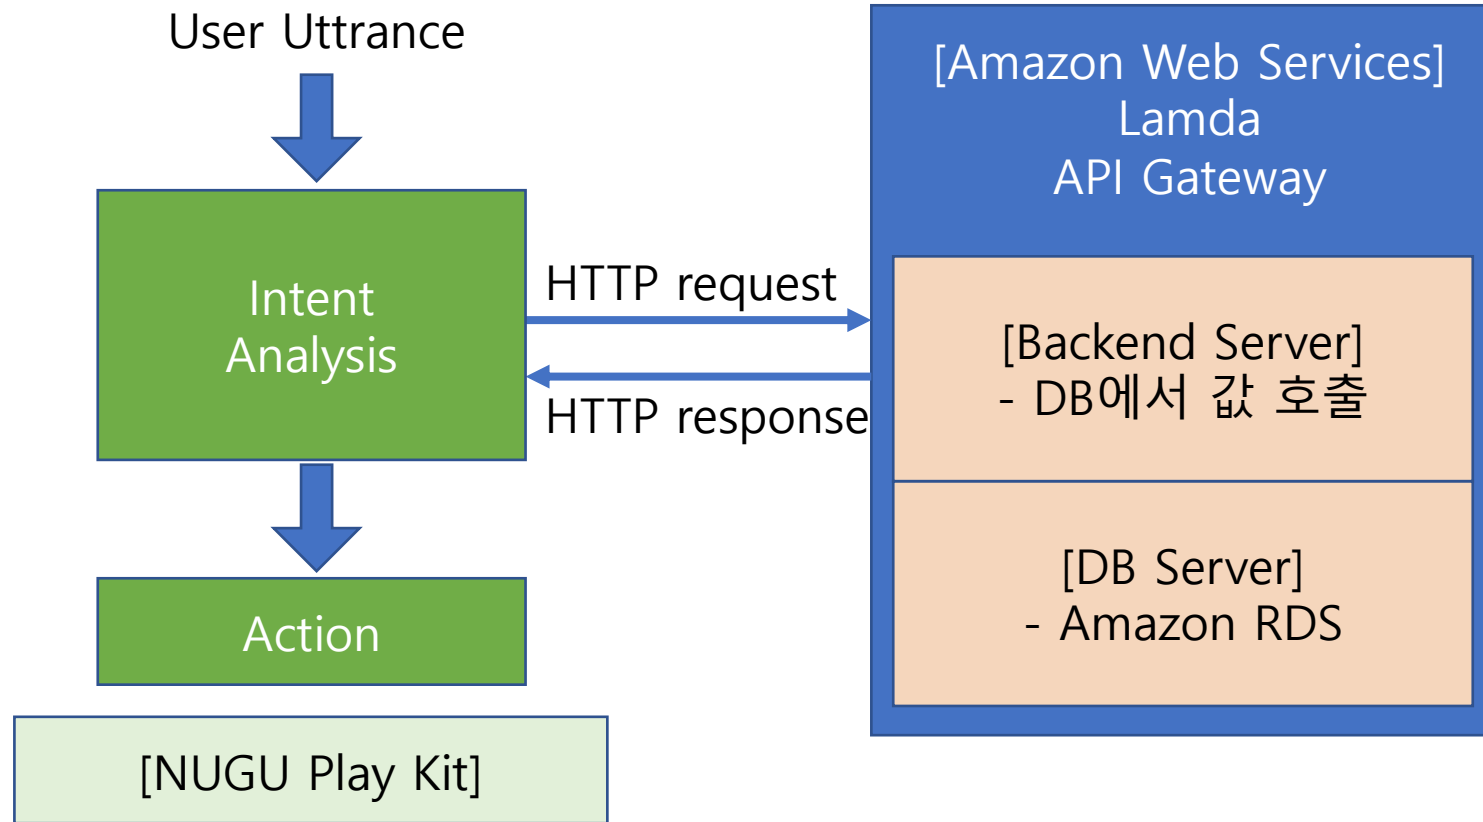 User Uttrance
Intent
Analysis
HTTP request
HTTP response
Action
[NUGU Play Kit]
[Amazon Web Services]
Lamda
API Gateway
[Backend Server]
- DB에서 값 호출
[DB Server]
- Amazon RDS